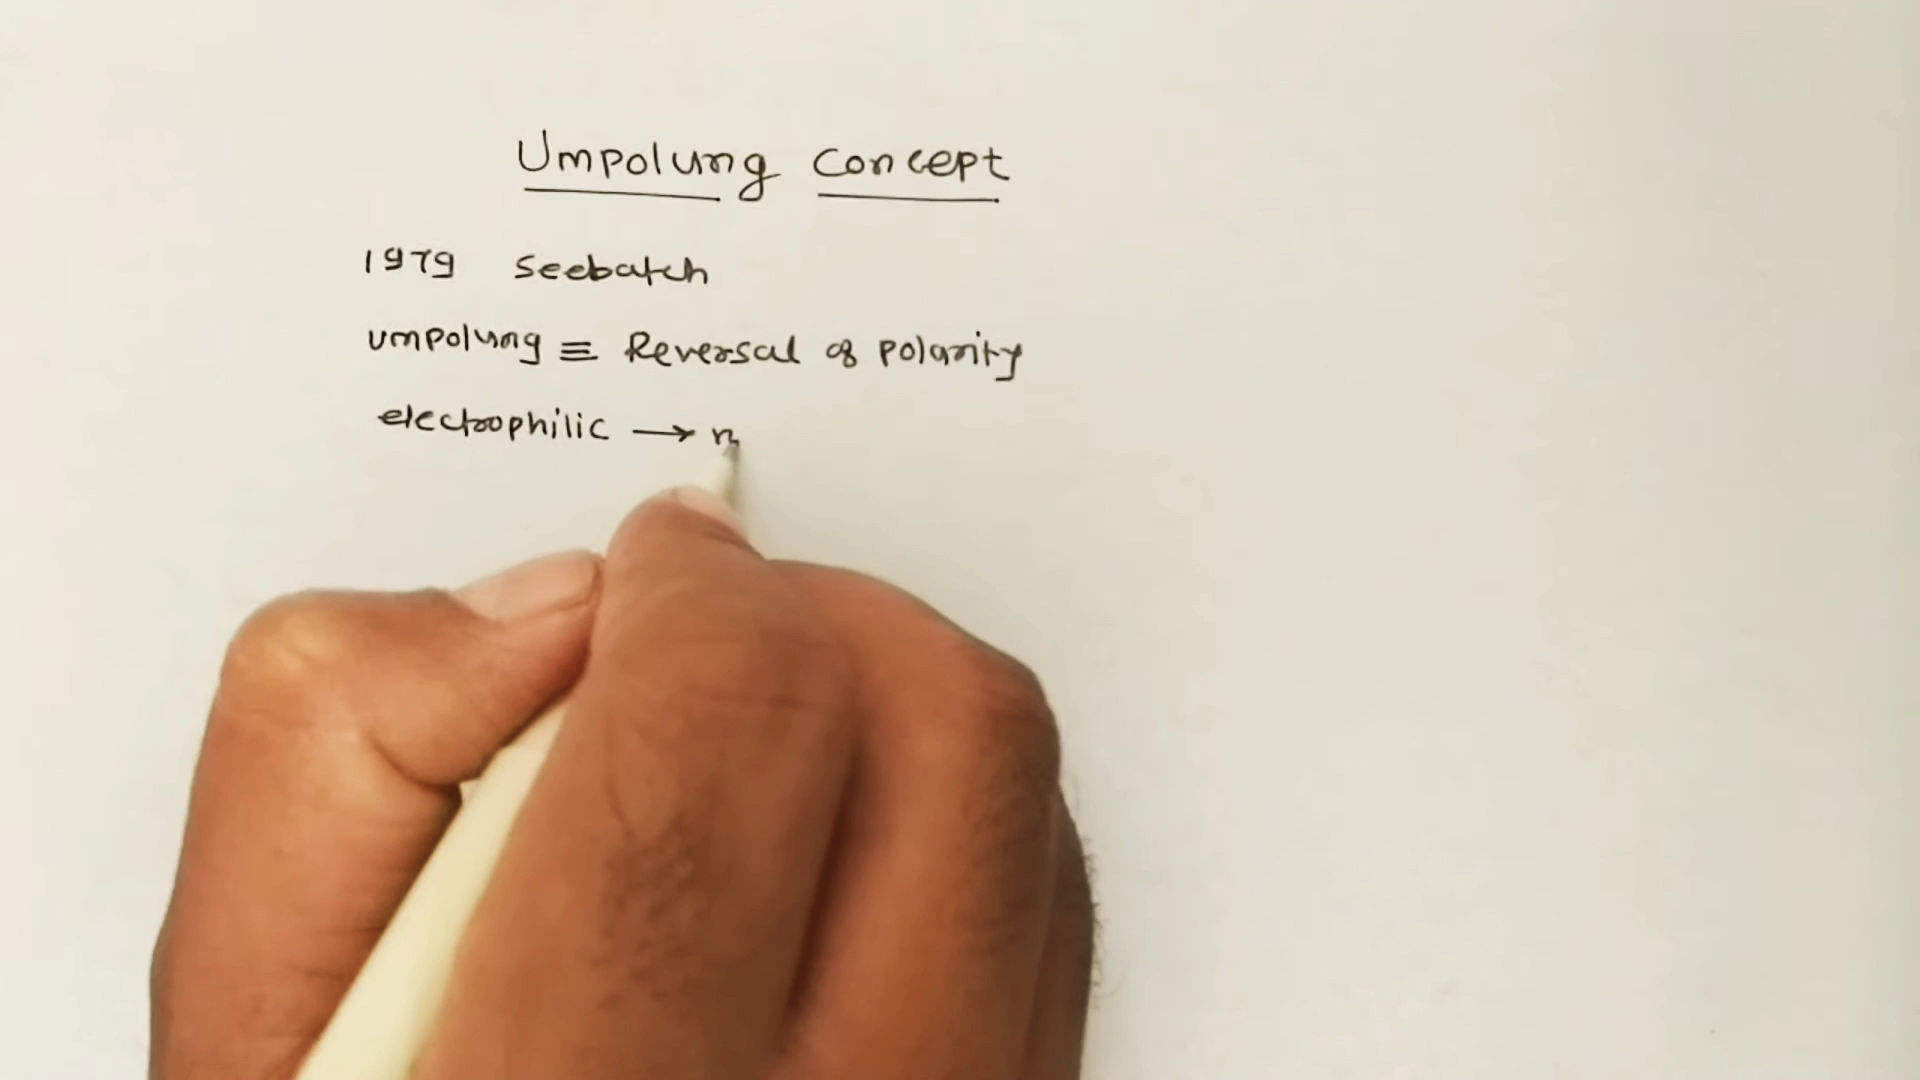 Umpolung Concept
1979 Seebatch
Umpolung ≡ Reversal of Polarity
electrophilic → n